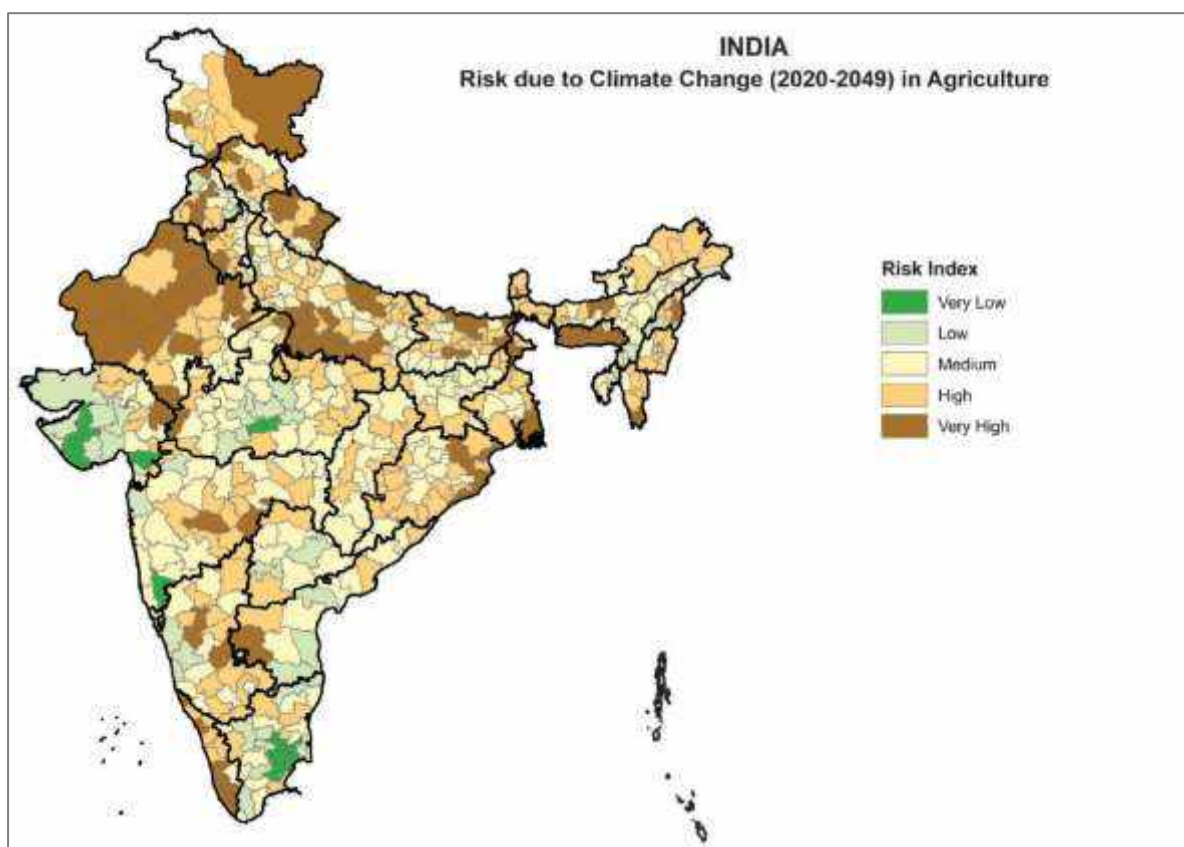 INDIA
Risk due to Climate Change (2020-2049) in Agriculture
Risk Index
Very Low
Low
Medium
High
Very High